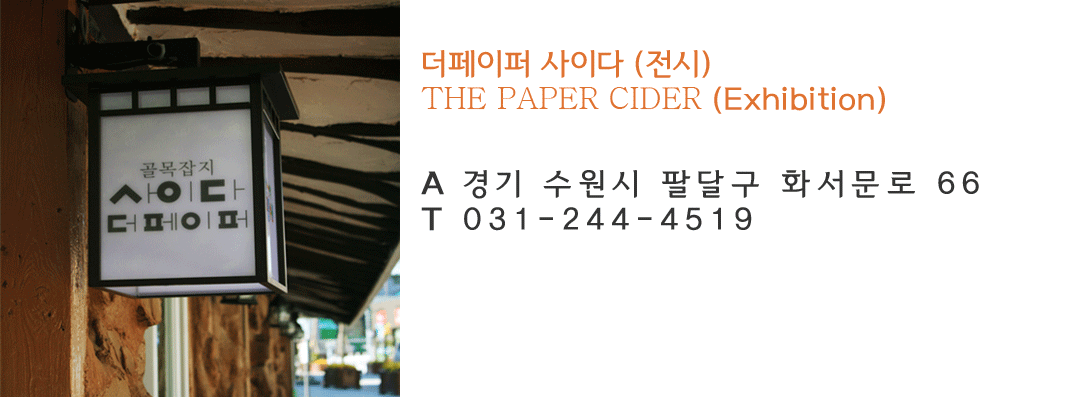 골목잡지
사이다
더페이퍼
더페이퍼 사이다 (전시)
THE PAPER CIDER (Exhibition)
A 경기 수원시 팔달구 화서문로 66
T 031-244-4519